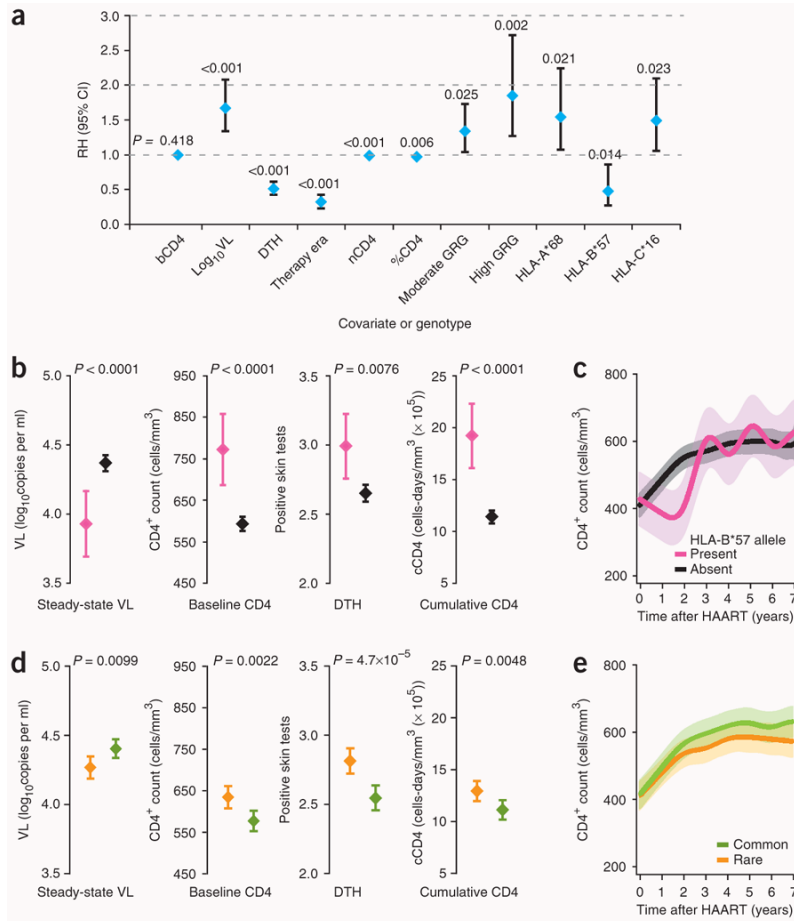 a
RH (95% CI)
3.0
2.5
2.0
1.5
1.0
0.5
0.0
P = 0.418
<0.001
<0.001
<0.001
<0.001
0.006
0.025
0.002
0.021
0.014
0.023
bCD4
Log10VL
DTH
Therapy era
nCD4
%CD4
Moderate GRG
High GRG
HLA-A*68
HLA-B*57
HLA-C*16
Covariate or genotype
b
P < 0.0001
VL (log10copies per ml)
5.0
4.5
4.0
3.5
Steady-state VL
P < 0.0001
CD4+ count (cells/mm3)
950
850
750
650
550
450
Baseline CD4
P = 0.0076
Positive skin tests
3.5
3.0
2.5
2.0
DTH
P < 0.0001
cCD4 (cells-days/mm3 (× 10^5))
25
20
15
10
5
Cumulative CD4
c
CD4+ count (cells/mm3)
800
600
400
200
HLA-B*57 allele
Present
Absent
0 1 2 3 4 5 6 7
Time after HAART (years)
d
P = 0.0099
VL (log10copies per ml)
5.0
4.5
4.0
3.5
Steady-state VL
P = 0.0022
CD4+ count (cells/mm3)
950
850
750
650
550
450
Baseline CD4
P = 4.7×10−5
Positive skin tests
3.5
3.0
2.5
2.0
DTH
P = 0.0048
cCD4 (cells-days/mm3 (× 10^5))
25
20
15
10
5
Cumulative CD4
e
CD4+ count (cells/mm3)
800
600
400
200
Common
Rare
0 1 2 3 4 5 6 7
Time after HAART (years)